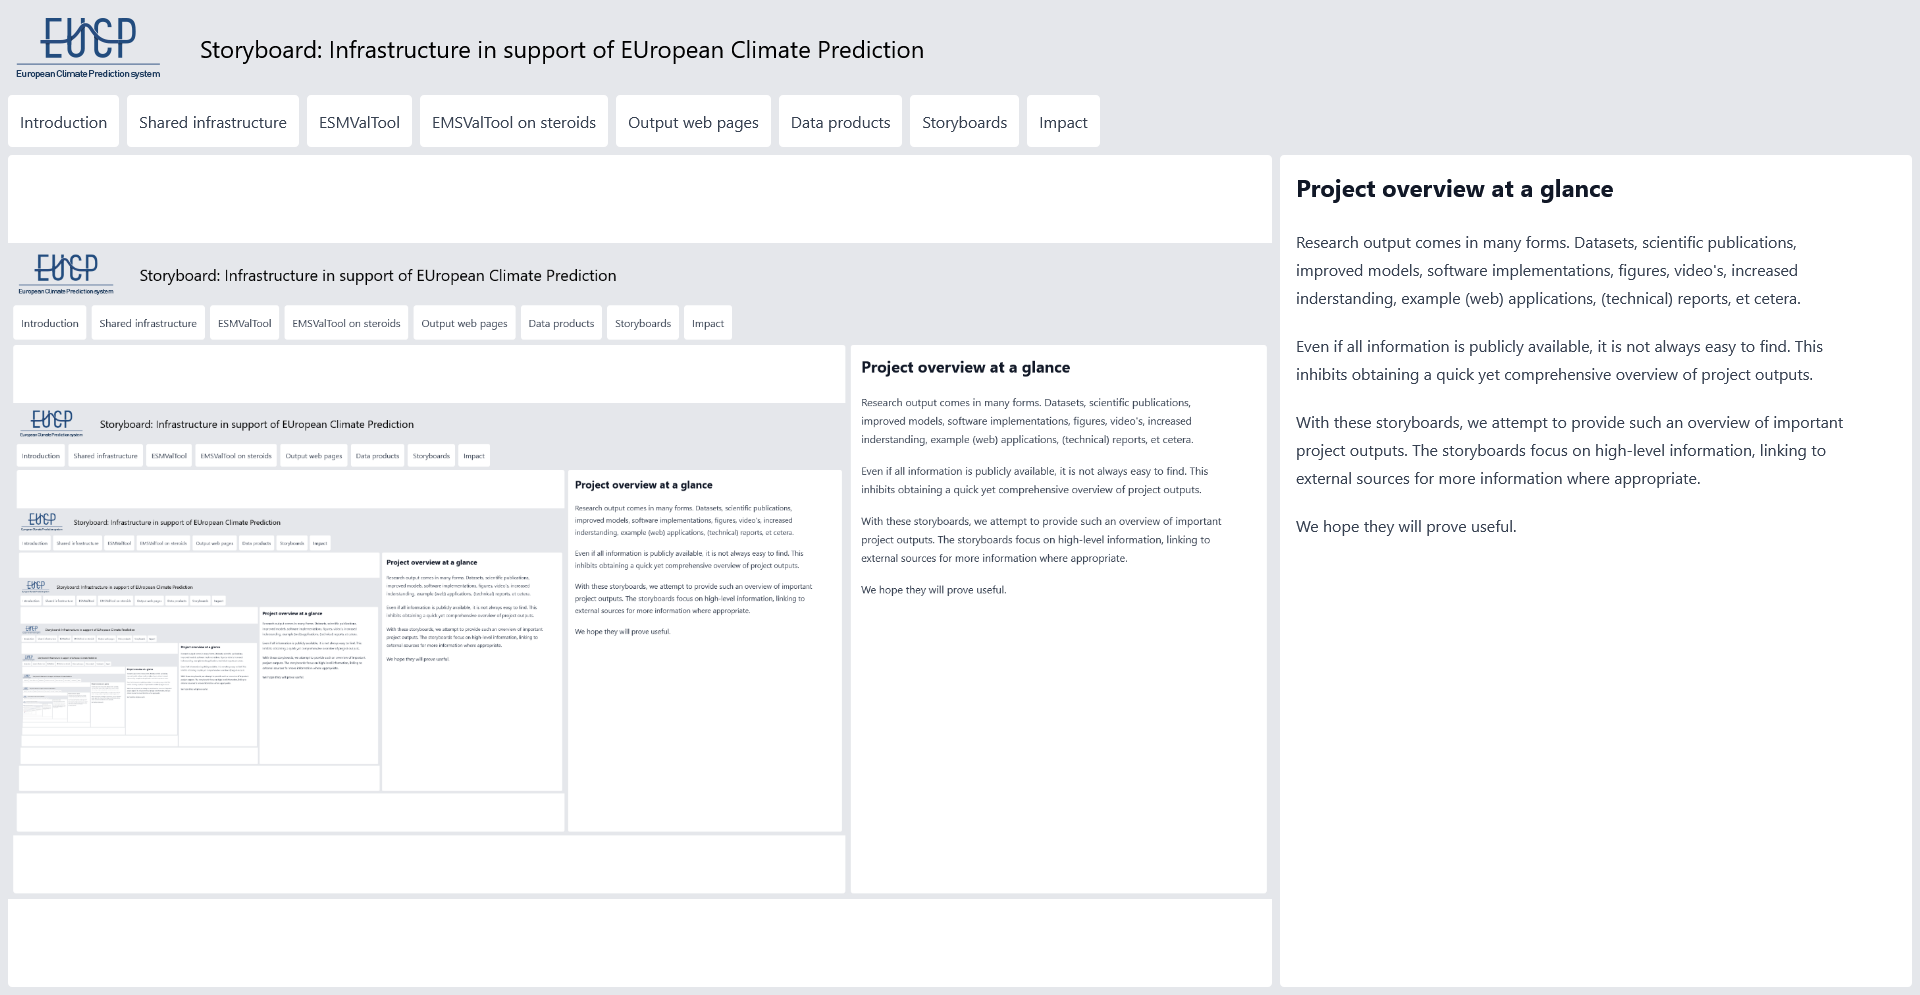 EUCP
European Climate Prediction system
Storyboard: Infrastructure in support of EUropean Climate Prediction
Introduction
Shared infrastructure
ESMValTool
EMSValTool on steroids
Output web pages
Data products
Storyboards
Impact
EUCP
European Climate Prediction system
Storyboard: Infrastructure in support of EUropean Climate Prediction
Introduction
Shared infrastructure
ESMValTool
EMSValTool on steroids
Output web pages
Data products
Storyboards
Impact
EUCP
European Climate Prediction system
Storyboard: Infrastructure in support of EUropean Climate Prediction
Introduction
Shared infrastructure
ESMValTool
EMSValTool on steroids
Output web pages
Data products
Storyboards
Impact
EUCP
Storyboard: Infrastructure in support of EUropean Climate Prediction
Introduction
Shared infrastructure
ESMValTool
EMSValTool on steroids
Output web pages
Data products
Storyboards
Impact
Storyboard: Infrastructure in support of EUropean Climate Prediction
Project overview at a glance
Project overview at a glance
Research output comes in many forms. Datasets, scientific publications,
improved models, software implementations, figures, video's, increased
inderstanding, example (web) applications, (technical) reports, et cetera.
Even if all information is publicly available, it is not always easy to find. This
inhibits obtaining a quick yet comprehensive overview of project outputs.
With these storyboards, we attempt to provide such an overview of important
project outputs. The storyboards focus on high-level information, linking to
external sources for more information where appropriate.
We hope they will prove useful.
Project overview at a glance
Research output comes in many forms. Datasets, scientific publications,
improved models, software implementations, figures, video's, increased
inderstanding, example (web) applications, (technical) reports, et cetera.
Even if all information is publicly available, it is not always easy to find. This
inhibits obtaining a quick yet comprehensive overview of project outputs.
With these storyboards, we attempt to provide such an overview of important
project outputs. The storyboards focus on high-level information, linking to
external sources for more information where appropriate.
We hope they will prove useful.
Project overview at a glance
Research output comes in many forms. Datasets, scientific publications,
improved models, software implementations, figures, video's, increased
inderstanding, example (web) applications, (technical) reports, et cetera.
Even if all information is publicly available, it is not always easy to find. This
inhibits obtaining a quick yet comprehensive overview of project outputs.
With these storyboards, we attempt to provide such an overview of important
project outputs. The storyboards focus on high-level information, linking to
external sources for more information where appropriate.
We hope they will prove useful.
Project overview at a glance
Research output comes in many forms. Datasets, scientific publications,
improved models, software implementations, figures, video's, increased
inderstanding, example (web) applications, (technical) reports, et cetera.
Even if all information is publicly available, it is not always easy to find. This
inhibits obtaining a quick yet comprehensive overview of project outputs.
With these storyboards, we attempt to provide such an overview of important
project outputs. The storyboards focus on high-level information, linking to
external sources for more information where appropriate.
We hope they will prove useful.